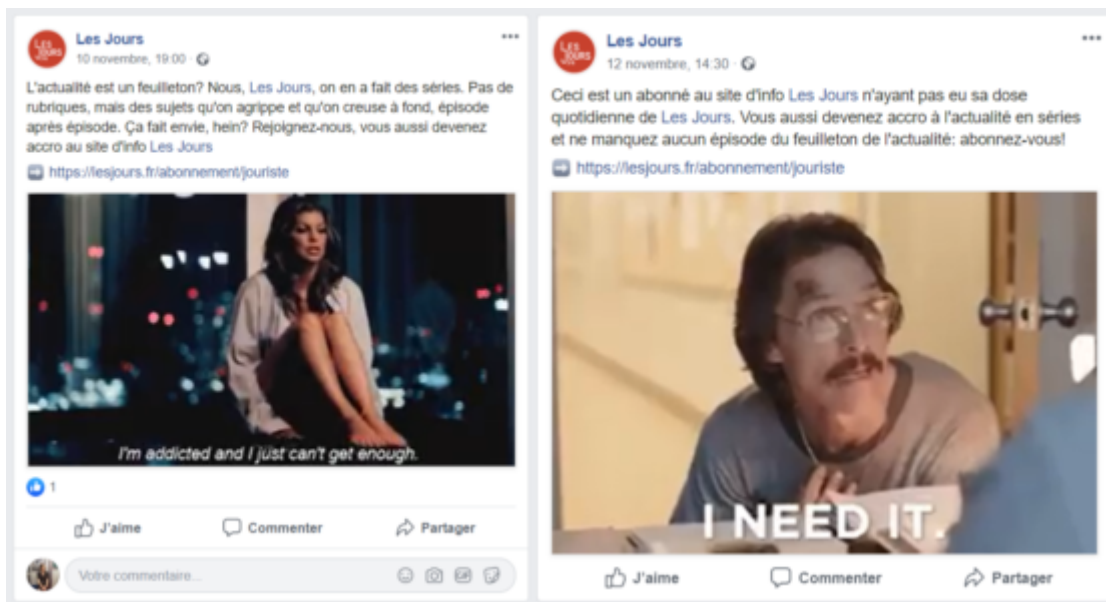 LES
JOURS
Les Jours
10 novembre, 19:00
L'actualité est un feuilleton? Nous, Les Jours, on en a fait des séries. Pas de
rubriques, mais des sujets qu'on agrippe et qu'on creuse à fond, épisode
après épisode. Ça fait envie, hein? Rejoignez-nous, vous aussi devenez
accro au site d'info Les Jours
https://lesjours.fr/abonnement/jouriste
I'm addicted and I just can't get enough.
1
J'aime Commenter Partager
Votre commentaire...
GIF
LES
JOURS
Les Jours
12 novembre, 14:30
Ceci est un abonné au site d'info Les Jours n'ayant pas eu sa dose
quotidienne de Les Jours. Vous aussi devenez accro à l'actualité en séries
et ne manquez aucun épisode du feuilleton de l'actualité: abonnez-vous!
https://lesjours.fr/abonnement/jouriste
I NEED IT.
J'aime Commenter Partager